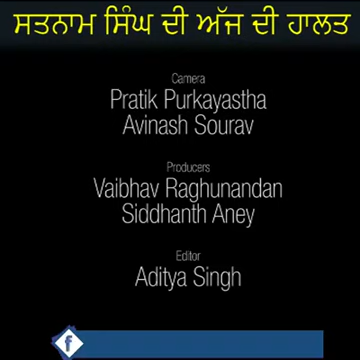 ਸਤਨਾਮ ਸਿੰਘ ਦੀ ਅੱਜ ਦੀ ਹਾਲਤ
Camera
Pratik Purkayastha
Avinash Sourav
Producers
Vaibhav Raghunandan
Siddhanth Aney
Editor
Aditya Singh
f